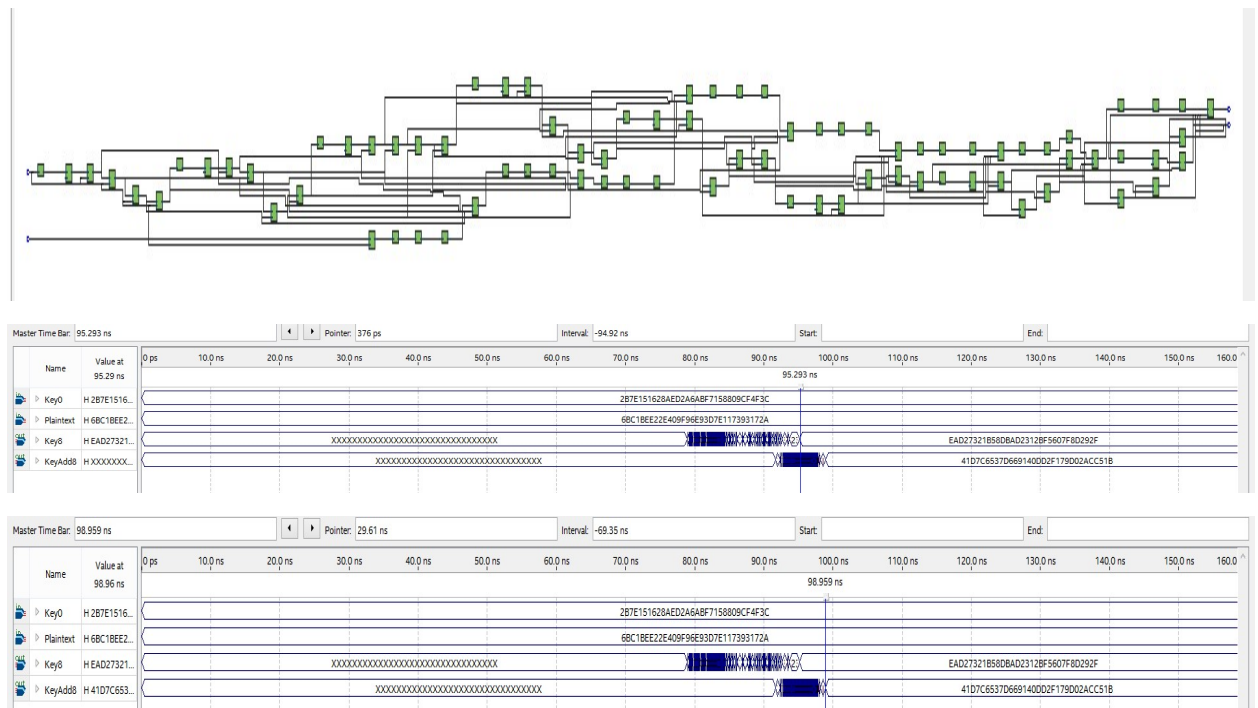 Master Time Bar: 95.293 ns Pointer: 376 ps Interval: -94.92 ns Start: End:
Name Value at 95.29 ns 0 ps 10.0 ns 20.0 ns 30.0 ns 40.0 ns 50.0 ns 60.0 ns 70.0 ns 80.0 ns 90.0 ns 100.0 ns 110.0 ns 120.0 ns 130.0 ns 140.0 ns 150.0 ns 160.0
95.293 ns
Key0 H 2B7E1516... 2B7E151628AED2A6ABF7158809CF4F3C
Plaintext H 6BC1BEE2... 6BC1BEE22E409F96E93D7E117393172A
Key8 H EAD27321... XXXXXXXXXXXXXXXXXXXXXXXXXXXXXXXX EAD27321B58DBAD2312BF5607F8D292F
KeyAdd8 H XXXXXXX... XXXXXXXXXXXXXXXXXXXXXXXXXXXXXXXX 41D7C6537D669140DD2F179D02ACC51B
Master Time Bar: 98.959 ns Pointer: 29.61 ns Interval: -69.35 ns Start: End:
Name Value at 98.96 ns 0 ps 10.0 ns 20.0 ns 30.0 ns 40.0 ns 50.0 ns 60.0 ns 70.0 ns 80.0 ns 90.0 ns 100.0 ns 110.0 ns 120.0 ns 130.0 ns 140.0 ns 150.0 ns 160.0
98.959 ns
Key0 H 2B7E1516... 2B7E151628AED2A6ABF7158809CF4F3C
Plaintext H 6BC1BEE2... 6BC1BEE22E409F96E93D7E117393172A
Key8 H EAD27321... XXXXXXXXXXXXXXXXXXXXXXXXXXXXXXXX EAD27321B58DBAD2312BF5607F8D292F
KeyAdd8 H 41D7C653... XXXXXXXXXXXXXXXXXXXXXXXXXXXXXXXX 41D7C6537D669140DD2F179D02ACC51B